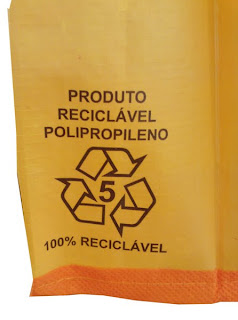 PRODUTO
RECICLÁVEL
POLIPROPILENO
5
100% RECICLÁVEL